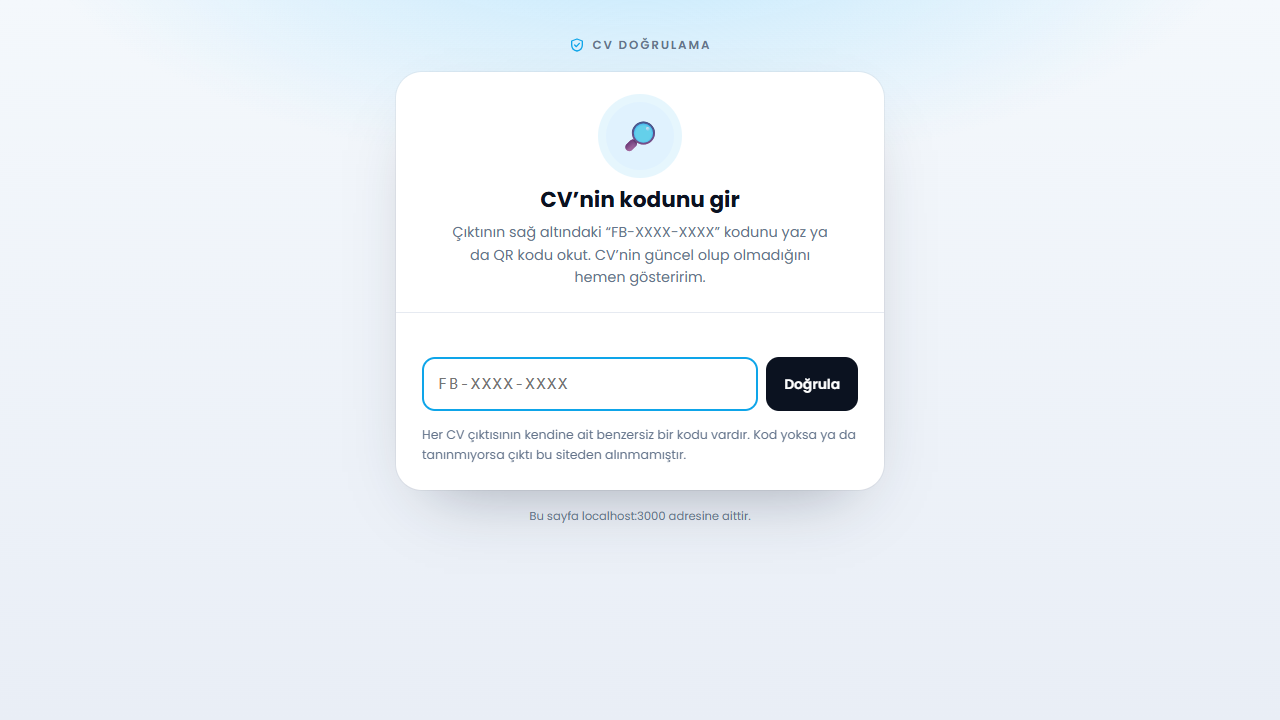 CV DOĞRULAMA
CV’nin kodunu gir
Çıktının sağ altındaki “FB-XXXX-XXXX” kodunu yaz ya
da QR kodu okut. CV’nin güncel olup olmadığını
hemen gösteririm.
FB-XXXX-XXXX
Doğrula
Her CV çıktısının kendine ait benzersiz bir kodu vardır. Kod yoksa ya da
tanınmıyorsa çıktı bu siteden alınmamıştır.
Bu sayfa localhost:3000 adresine aittir.